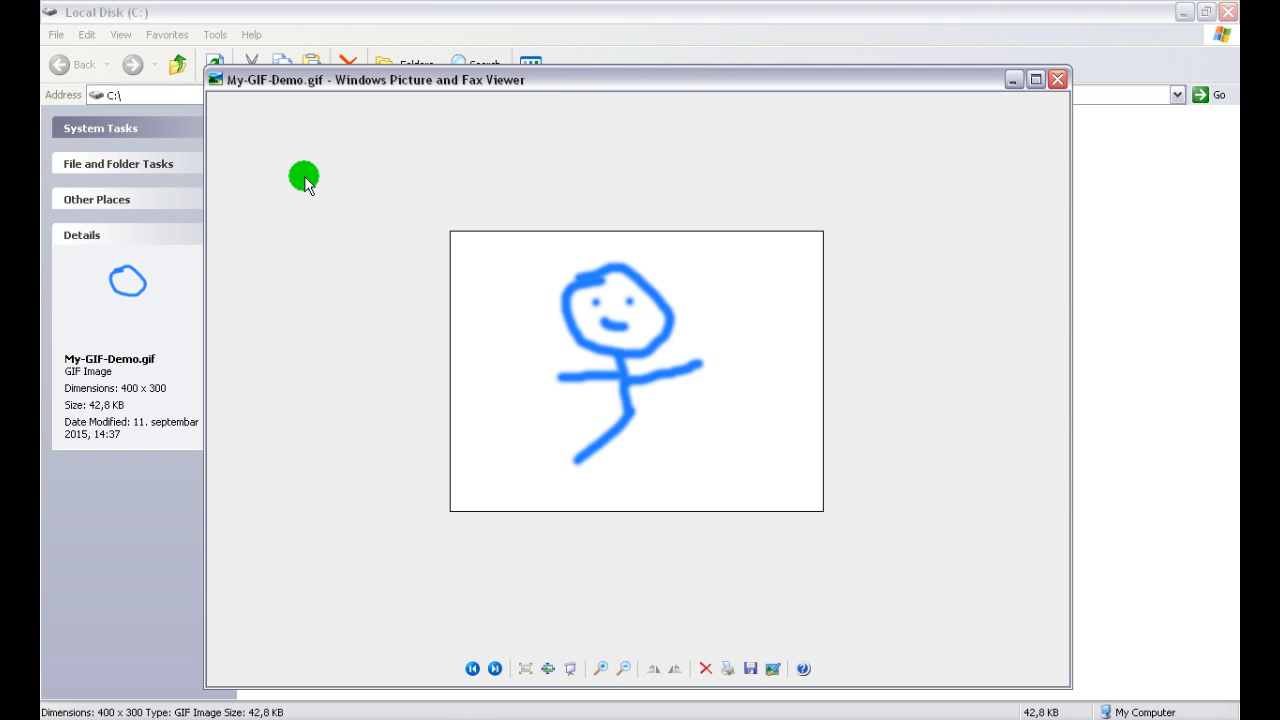 Local Disk (C:)
File Edit View Favorites Tools Help
Back
Address C:\ Go
My-GIF-Demo.gif - Windows Picture and Fax Viewer
System Tasks
File and Folder Tasks
Other Places
Details
My-GIF-Demo.gif
GIF Image
Dimensions: 400 x 300
Size: 42,8 KB
Date Modified: 11. septembar
2015, 14:37
Dimensions: 400 x 300 Type: GIF Image Size: 42,8 KB 42,8 KB My Computer